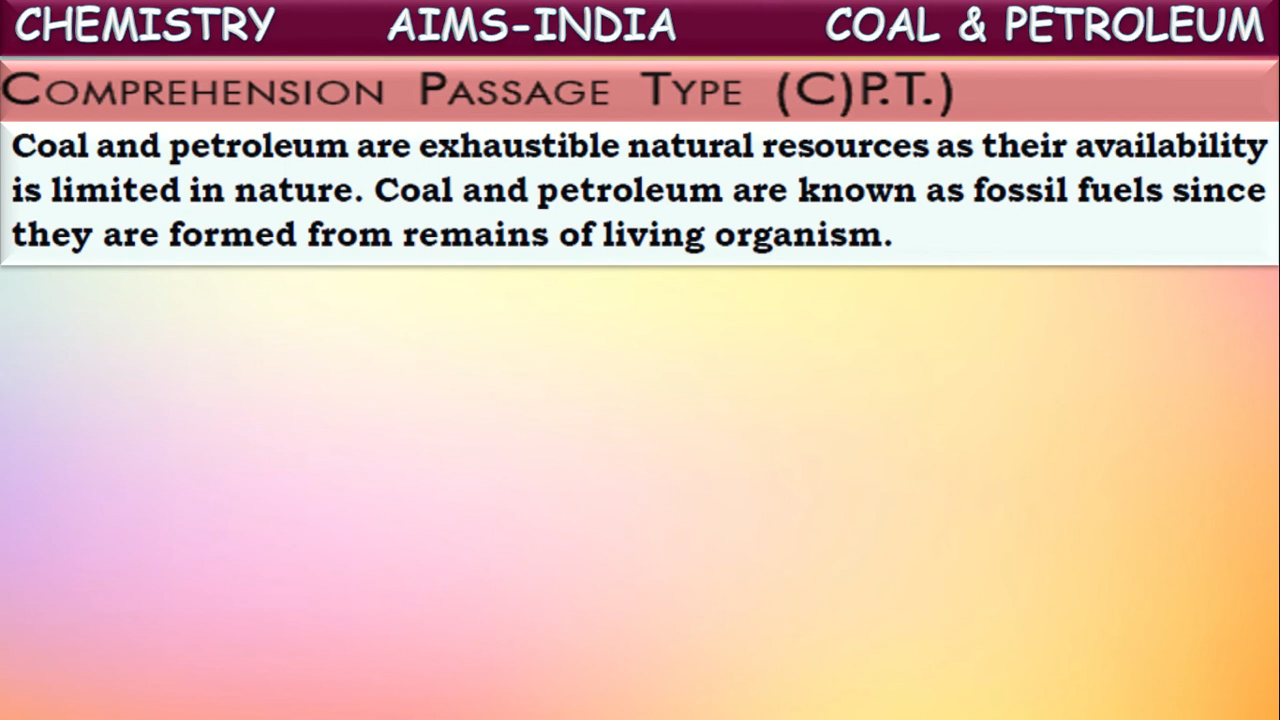 CHEMISTRY AIMS-INDIA COAL & PETROLEUM
COMPREHENSION PASSAGE TYPE (C)P.T.)
Coal and petroleum are exhaustible natural resources as their availability
is limited in nature. Coal and petroleum are known as fossil fuels since
they are formed from remains of living organism.